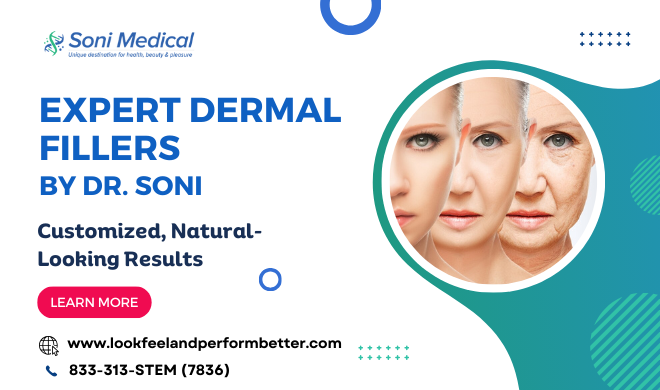 Soni Medical
Unique destination for health, beauty & pleasure
EXPERT DERMAL
FILLERS
BY DR. SONI
Customized, Natural-
Looking Results
LEARN MORE
www.lookfeelandperformbetter.com
833-313-STEM (7836)